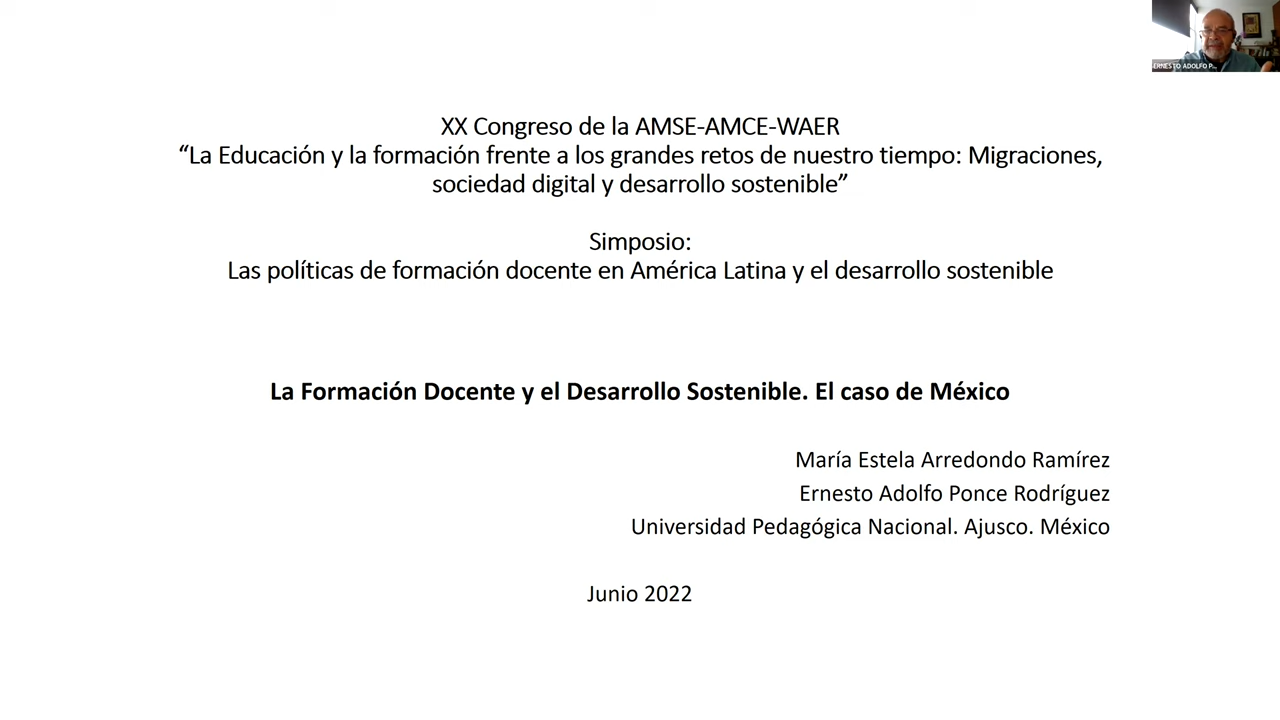 ERNESTO ADOLFO P...
XX Congreso de la AMSE-AMCE-WAER
“La Educación y la formación frente a los grandes retos de nuestro tiempo: Migraciones,
sociedad digital y desarrollo sostenible”
Simposio:
Las políticas de formación docente en América Latina y el desarrollo sostenible
La Formación Docente y el Desarrollo Sostenible. El caso de México
María Estela Arredondo Ramírez
Ernesto Adolfo Ponce Rodríguez
Universidad Pedagógica Nacional. Ajusco. México
Junio 2022